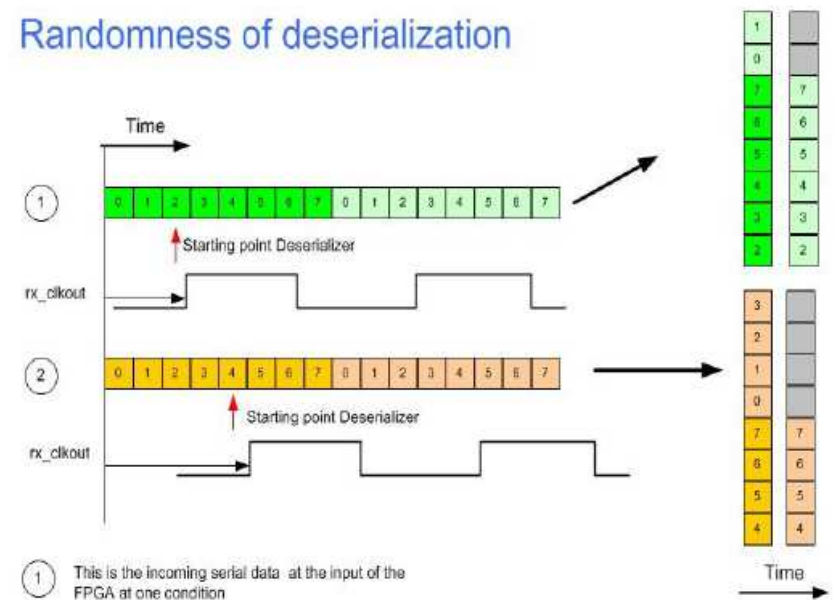 Randomness of deserialization
Time
1
0 1 2 3 4 5 6 7 0 1 2 3 4 5 6 7
Starting point Deserializer
rx_clkout
2
0 1 2 3 4 5 6 7 0 1 2 3 4 5 6 7
Starting point Deserializer
rx_clkout
1
0
7 7
6 6
5 5
4 4
3 3
2 2
3
2
1
0
7 7
6 6
5 5
4 4
Time
1 This is the incoming serial data at the input of the
FPGA at one condition